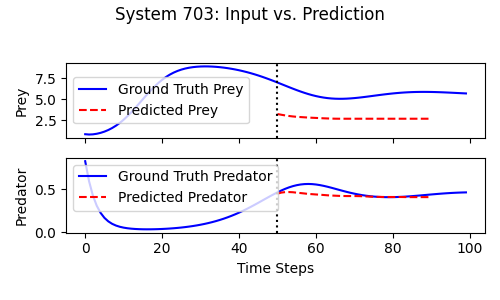 System 703: Input vs. Prediction
7.5
5.0
2.5
Prey
Ground Truth Prey
Predicted Prey
0.5
0.0
Predator
Ground Truth Predator
Predicted Predator
0 20 40 60 80 100
Time Steps